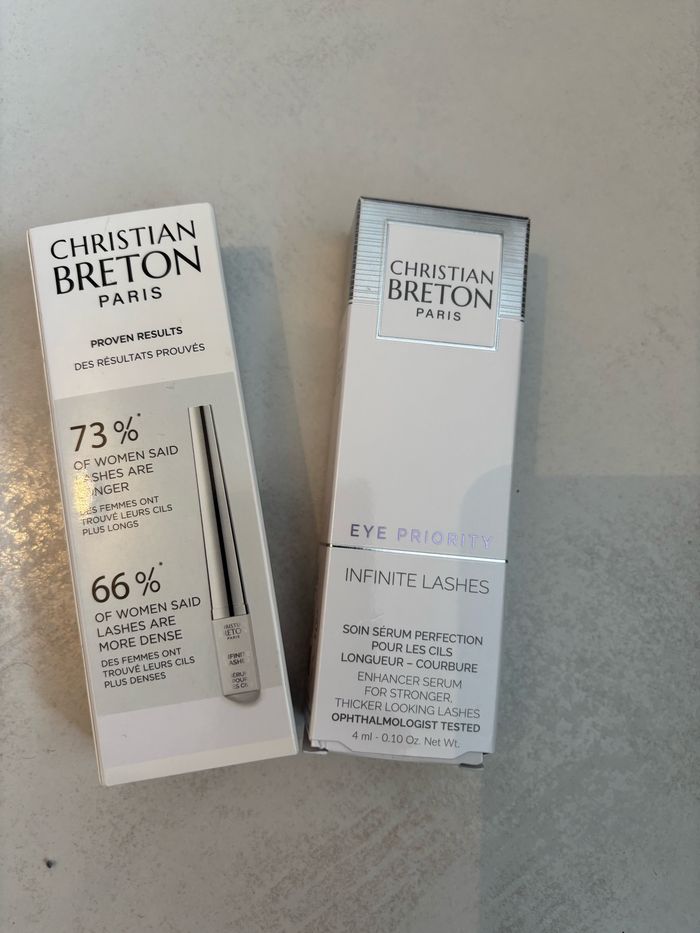 CHRISTIAN
BRETON
PARIS
PROVEN RESULTS
DES RÉSULTATS PROUVÉS
73%*
OF WOMEN SAID
LASHES ARE
LONGER
DES FEMMES ONT
TROUVÉ LEURS CILS
PLUS LONGS
66%*
OF WOMEN SAID
LASHES ARE
MORE DENSE
DES FEMMES ONT
TROUVÉ LEURS CILS
PLUS DENSES
CHRISTIAN
BRETON
PARIS
EYE PRIORITY
INFINITE LASHES
SOIN SÉRUM PERFECTION
POUR LES CILS
LONGUEUR – COURBURE
ENHANCER SERUM
FOR STRONGER,
THICKER LOOKING LASHES
OPHTHALMOLOGIST TESTED
4 ml - 0.10 Oz. Net Wt.